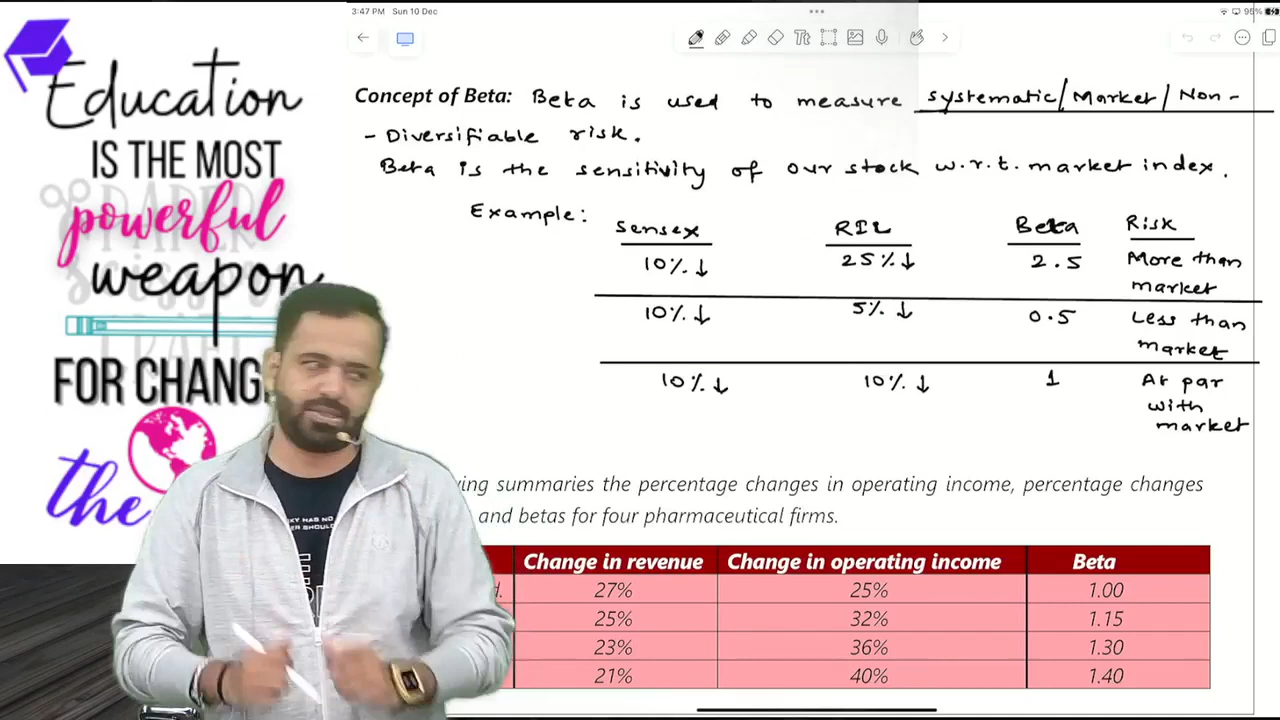 3:47 PM Sun 10 Dec
95%
Education
IS THE MOST
powerful
weapon
FOR CHANG
the
Concept of Beta: Beta is used to measure systematic/Market/Non-
- Diversifiable risk.
Beta is the sensitivity of our stock w.r.t. market index.
Example:
Sensex RIL Beta Risk
10% ↓ 25% ↓ 2.5 More than
market
10% ↓ 5% ↓ 0.5 Less than
market
10% ↓ 10% ↓ 1 At par
with
market
ing summaries the percentage changes in operating income, percentage changes
and betas for four pharmaceutical firms.
Change in revenue Change in operating income Beta
27% 25% 1.00
25% 32% 1.15
23% 36% 1.30
21% 40% 1.40